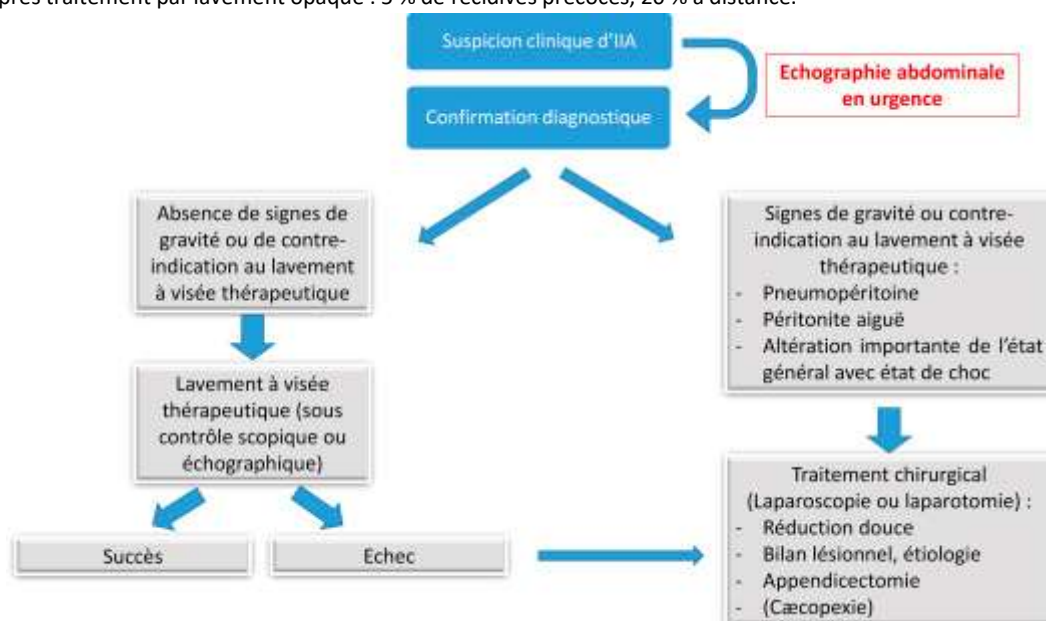 traitement par lavement opaque : % de récidives précoces, % à distance.
Suspicion clinique d'IIA
Echographie abdominale
en urgence
Confirmation diagnostique
Absence de signes de
gravité ou de contre-
indication au lavement
à visée thérapeutique
Signes de gravité ou contre-
indication au lavement à visée
thérapeutique :
- Pneumopéritoine
- Péritonite aiguë
- Altération importante de l'état
général avec état de choc
Lavement à visée
thérapeutique (sous
contrôle scopique ou
échographique)
Succès
Echec
Traitement chirurgical
(Laparoscopie ou laparotomie) :
- Réduction douce
- Bilan lésionnel, étiologie
- Appendicectomie
- (Cæcopexie)